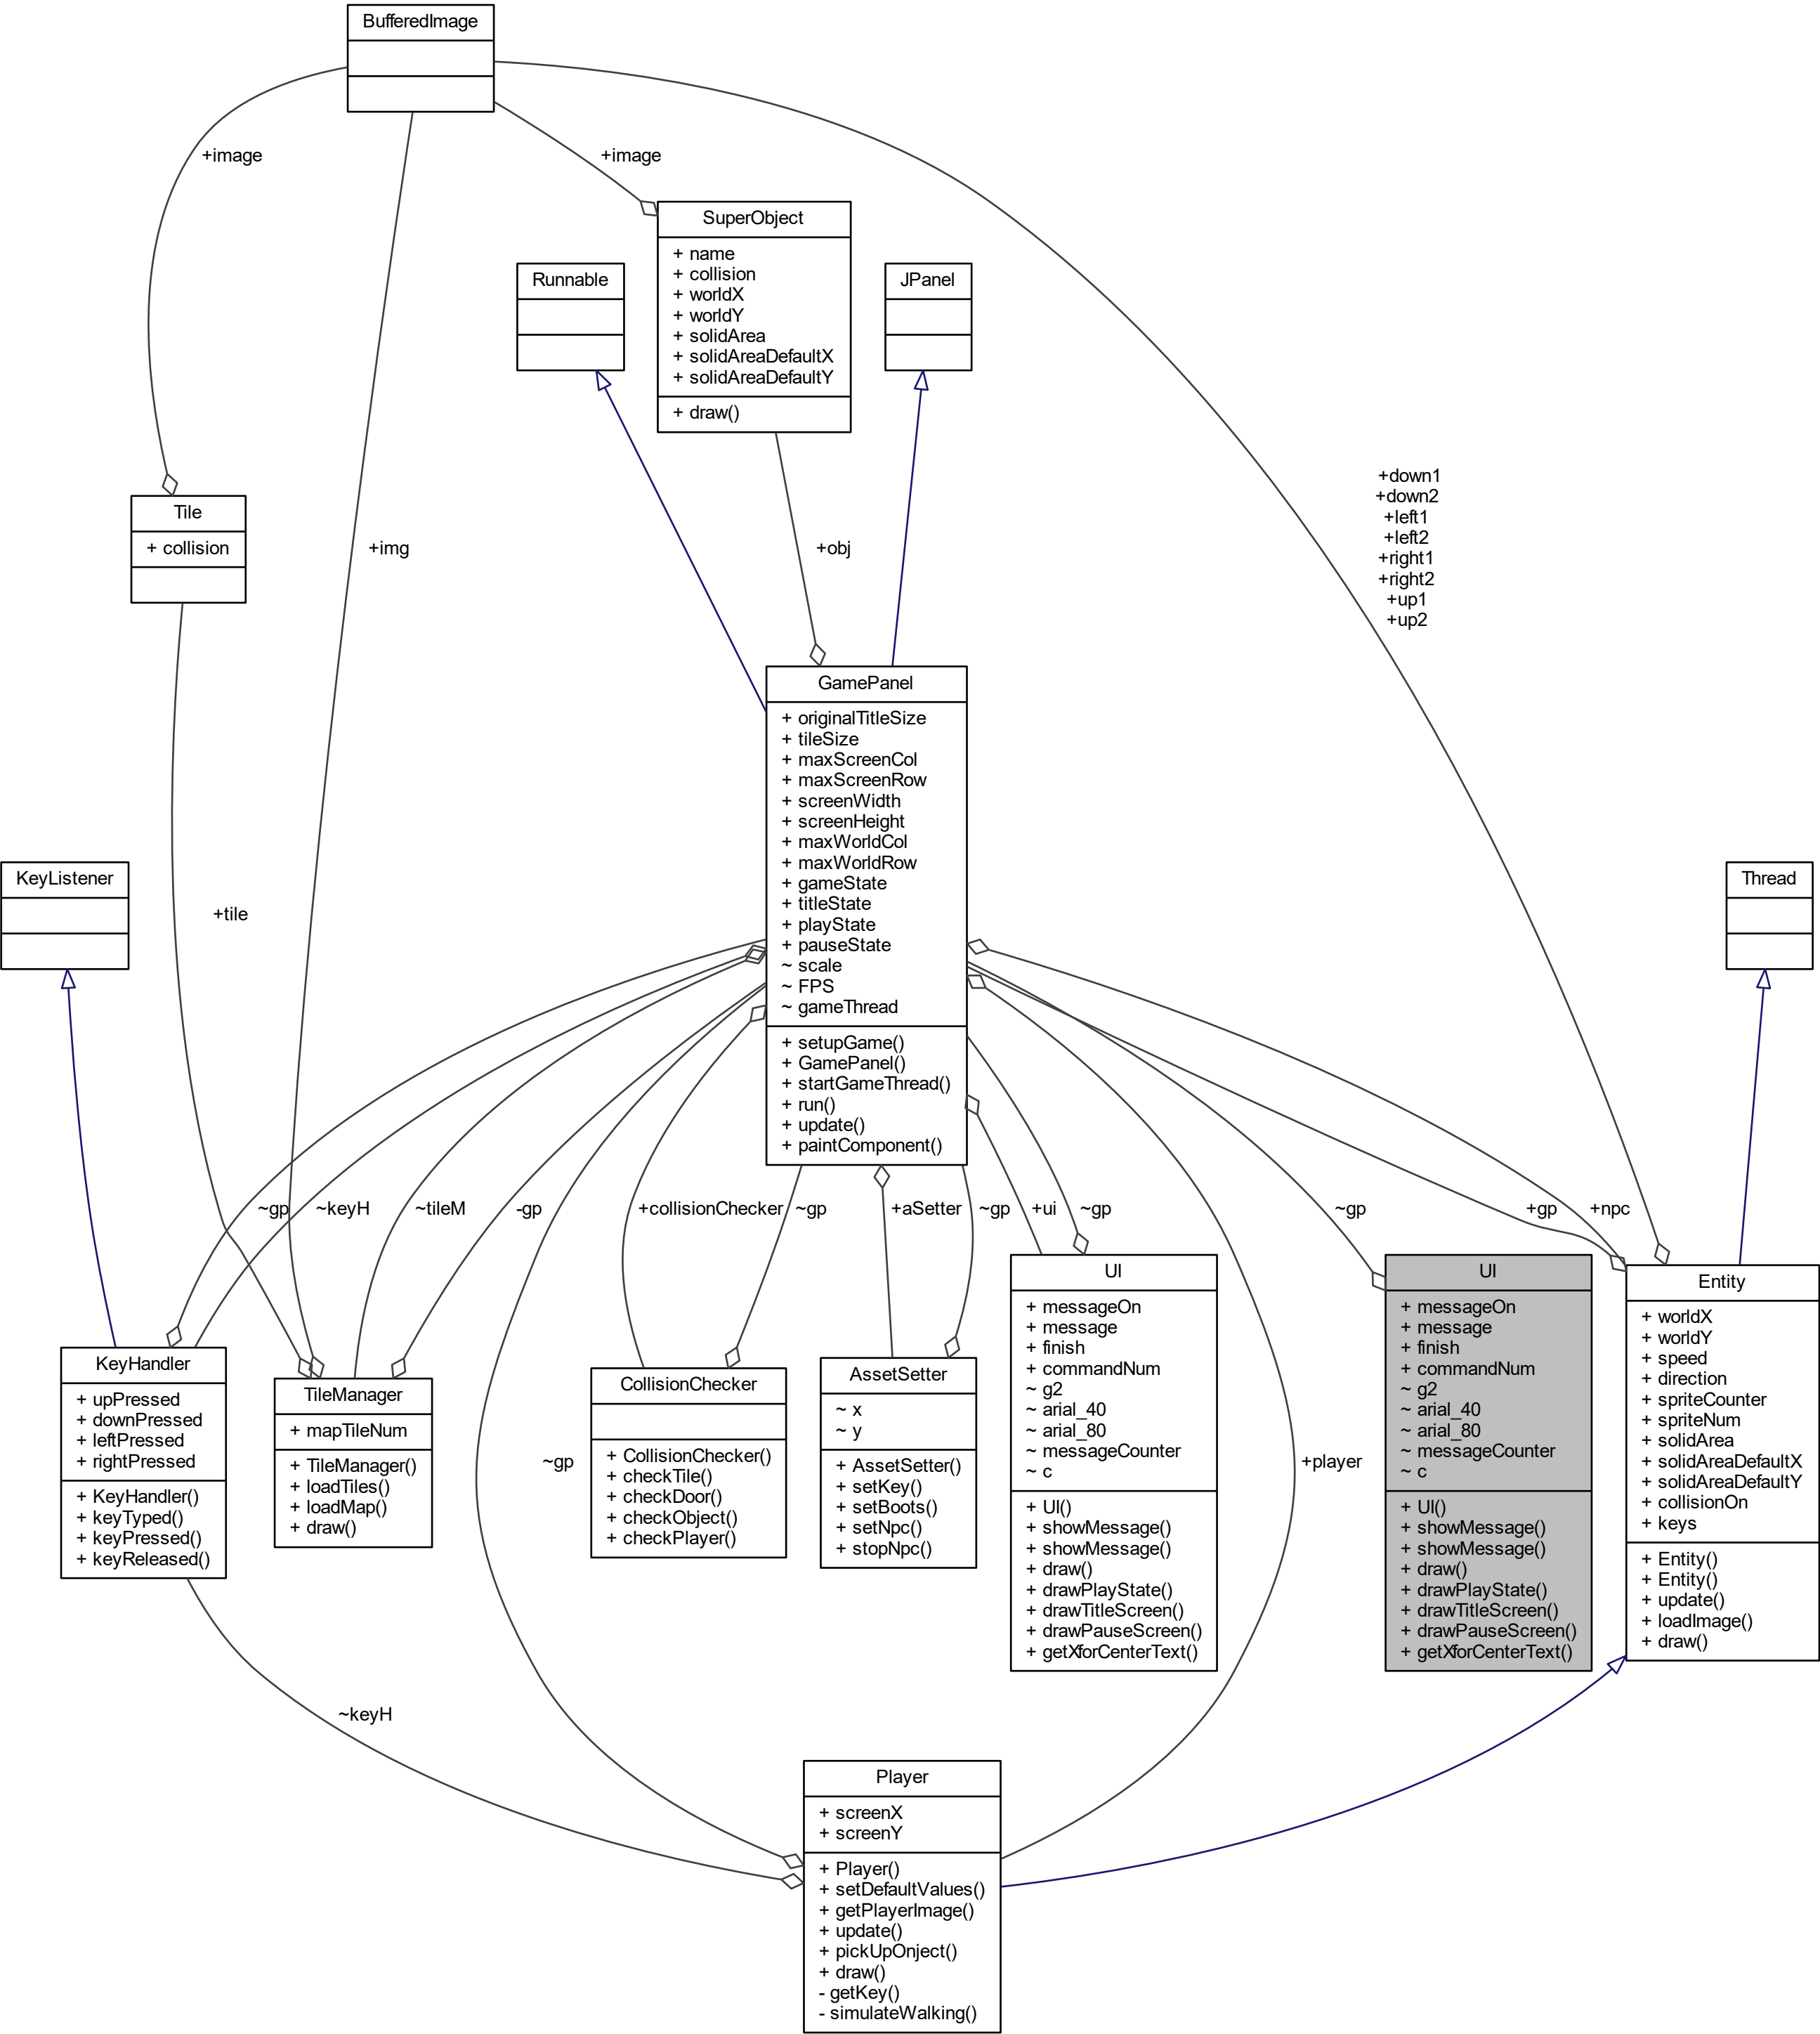 BufferedImage
+image
+image
SuperObject
+ name
+ collision
+ worldX
+ worldY
+ solidArea
+ solidAreaDefaultX
+ solidAreaDefaultY
+ draw()
Runnable
JPanel
+down1
+down2
+left1
+left2
+right1
+right2
+up1
+up2
Tile
+ collision
+img
+obj
GamePanel
+ originalTitleSize
+ tileSize
+ maxScreenCol
+ maxScreenRow
+ screenWidth
+ screenHeight
+ maxWorldCol
+ maxWorldRow
+ gameState
+ titleState
+ playState
+ pauseState
~ scale
~ FPS
~ gameThread
+ setupGame()
+ GamePanel()
+ startGameThread()
+ run()
+ update()
+ paintComponent()
KeyListener
+tile
Thread
~gp
~keyH
~tileM
-gp
+collisionChecker
~gp
+aSetter
~gp
+ui
~gp
~gp
+gp
+npc
KeyHandler
+ upPressed
+ downPressed
+ leftPressed
+ rightPressed
+ KeyHandler()
+ keyTyped()
+ keyPressed()
+ keyReleased()
TileManager
+ mapTileNum
+ TileManager()
+ loadTiles()
+ loadMap()
+ draw()
CollisionChecker
+ CollisionChecker()
+ checkTile()
+ checkDoor()
+ checkObject()
+ checkPlayer()
AssetSetter
~ x
~ y
+ AssetSetter()
+ setKey()
+ setBoots()
+ setNpc()
+ stopNpc()
UI
+ messageOn
+ message
+ finish
+ commandNum
~ g2
~ arial_40
~ arial_80
~ messageCounter
~ c
+ UI()
+ showMessage()
+ showMessage()
+ draw()
+ drawPlayState()
+ drawTitleScreen()
+ drawPauseScreen()
+ getXforCenterText()
UI
+ messageOn
+ message
+ finish
+ commandNum
~ g2
~ arial_40
~ arial_80
~ messageCounter
~ c
+ UI()
+ showMessage()
+ showMessage()
+ draw()
+ drawPlayState()
+ drawTitleScreen()
+ drawPauseScreen()
+ getXforCenterText()
Entity
+ worldX
+ worldY
+ speed
+ direction
+ spriteCounter
+ spriteNum
+ solidArea
+ solidAreaDefaultX
+ solidAreaDefaultY
+ collisionOn
+ keys
+ Entity()
+ Entity()
+ update()
+ loadImage()
+ draw()
~gp
+player
~keyH
Player
+ screenX
+ screenY
+ Player()
+ setDefaultValues()
+ getPlayerImage()
+ update()
+ pickUpOnject()
+ draw()
- getKey()
- simulateWalking()